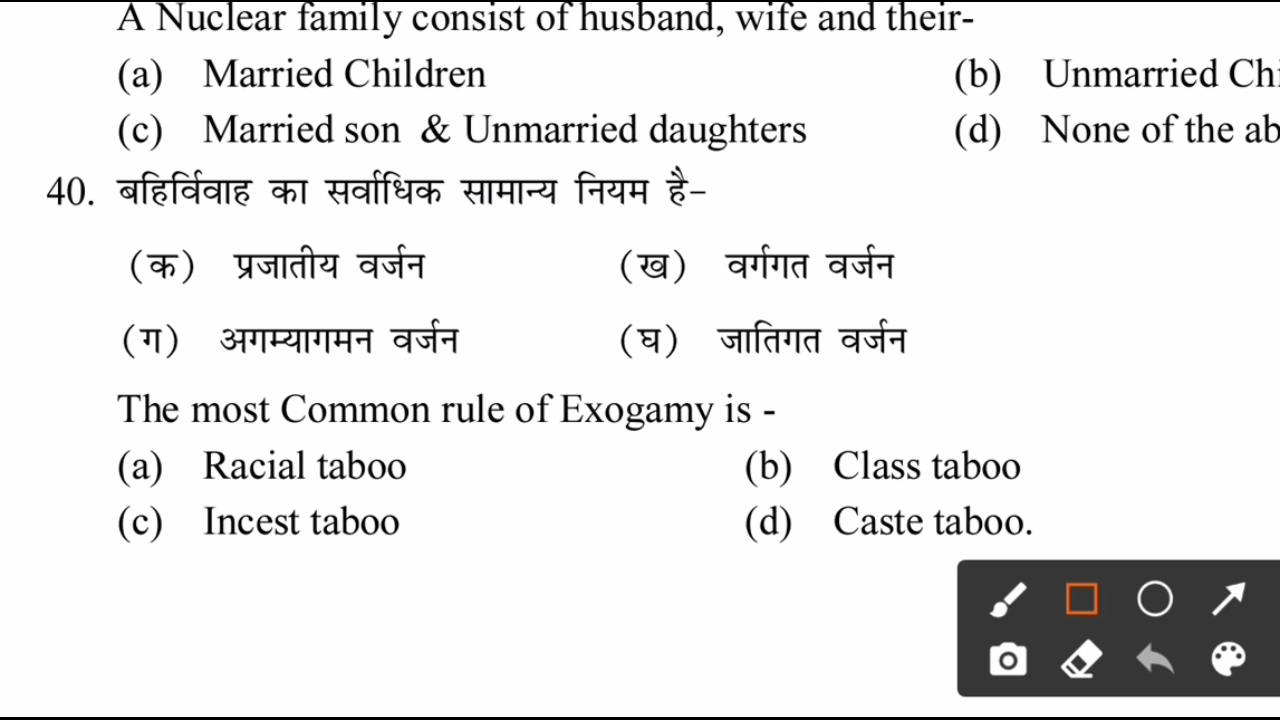 A Nuclear family consist of husband, wife and their-
(a) Married Children (b) Unmarried
(c) Married son & Unmarried daughters (d) None of the
40. बहिर्विवाह का सर्वाधिक सामान्य नियम है–
(क) प्रजातीय वर्जन (ख) वर्गगत वर्जन
(ग) अगम्यागमन वर्जन (घ) जातिगत वर्जन
The most Common rule of Exogamy is -
(a) Racial taboo (b) Class taboo
(c) Incest taboo (d) Caste taboo.